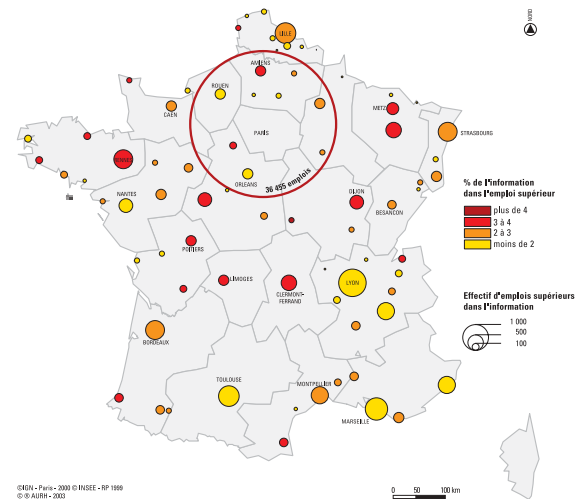 NORD
LILLE
AMIENS
ROUEN
METZ
CAEN
PARIS
STRASBOURG
RENNES
ORLEANS
36 455 emplois
NANTES
DIJON
BESANCON
POITIERS
LIMOGES
CLERMONT-
FERRAND
LYON
BORDEAUX
TOULOUSE
MONTPELLIER
MARSEILLE
% de l'information
dans l'emploi supérieur
plus de 4
3 à 4
2 à 3
moins de 2
Effectif d'emplois supérieurs
dans l'information
1 000
500
100
©IGN - Paris - 2000 © INSEE - RP 1999
© ® AURH - 2003
0 50 100 km